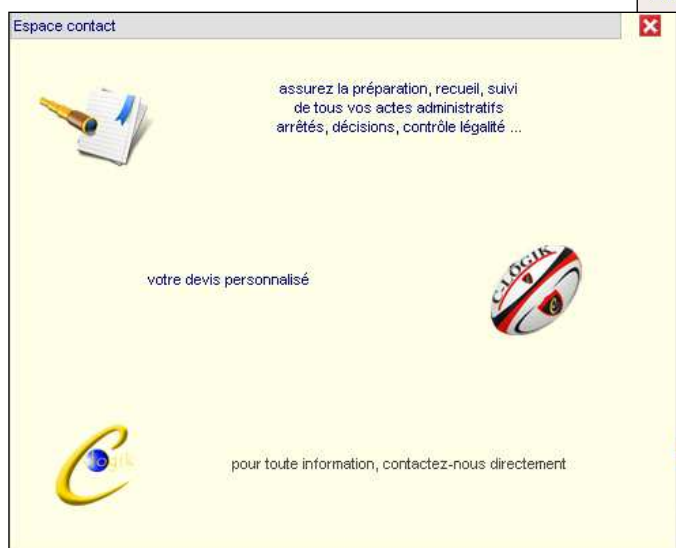 Espace contact
assurez la préparation, recueil, suivi
de tous vos actes administratifs
arrêtés, décisions, contrôle légalité ...
votre devis personnalisé
C-LOGIK
C logik
pour toute information, contactez-nous directement